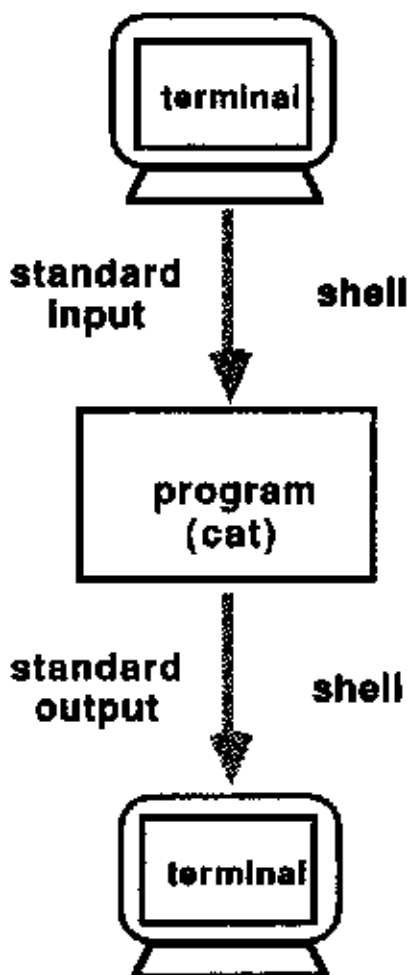 terminal
standard
input
shell
program
(cat)
standard
output
shell
terminal